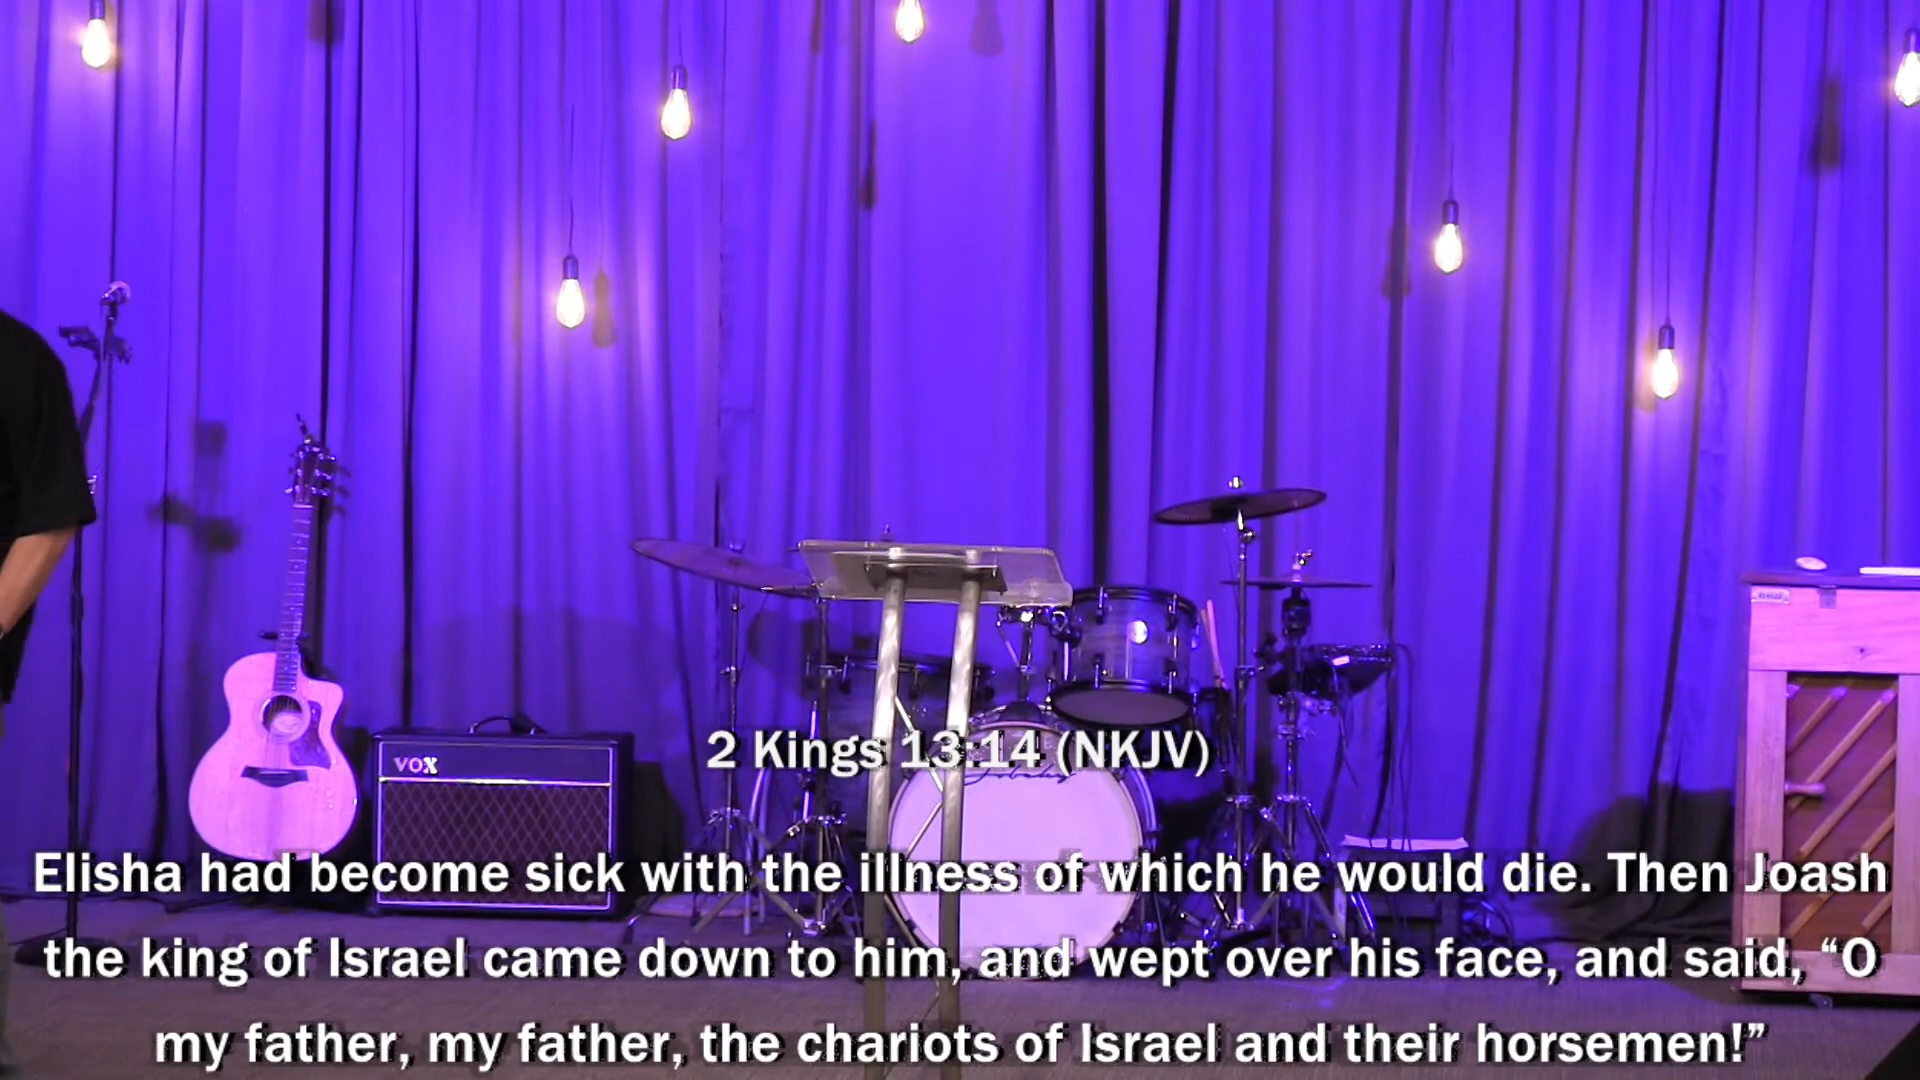 VOX
2 Kings 13:14 (NKJV)
Elisha had become sick with the illness of which he would die. Then Joash
the king of Israel came down to him, and wept over his face, and said, “O
my father, my father, the chariots of Israel and their horsemen!”